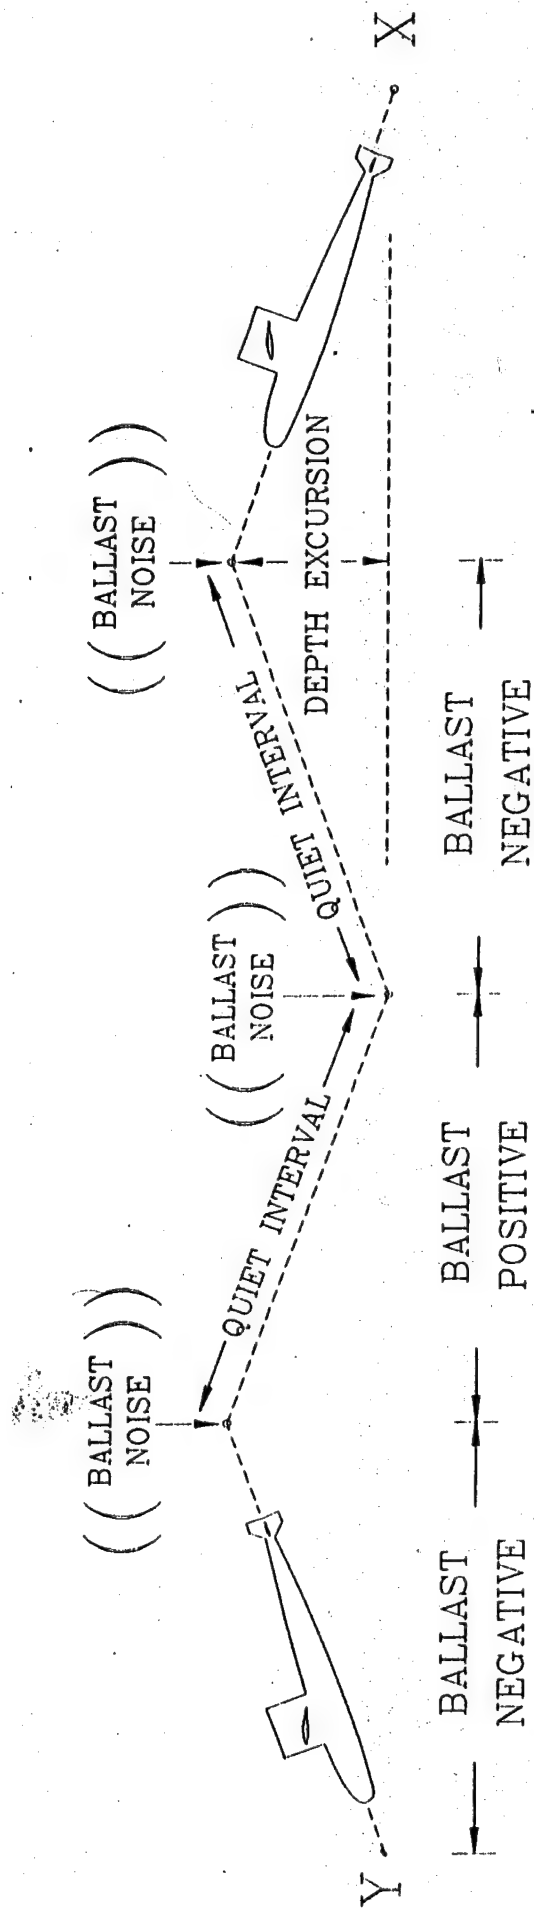 BALLAST
NOISE
BALLAST
NOISE
BALLAST
NOISE
QUIET INTERVAL
QUIET INTERVAL
DEPTH EXCURSION
Y
X
BALLAST
NEGATIVE
BALLAST
POSITIVE
BALLAST
NEGATIVE